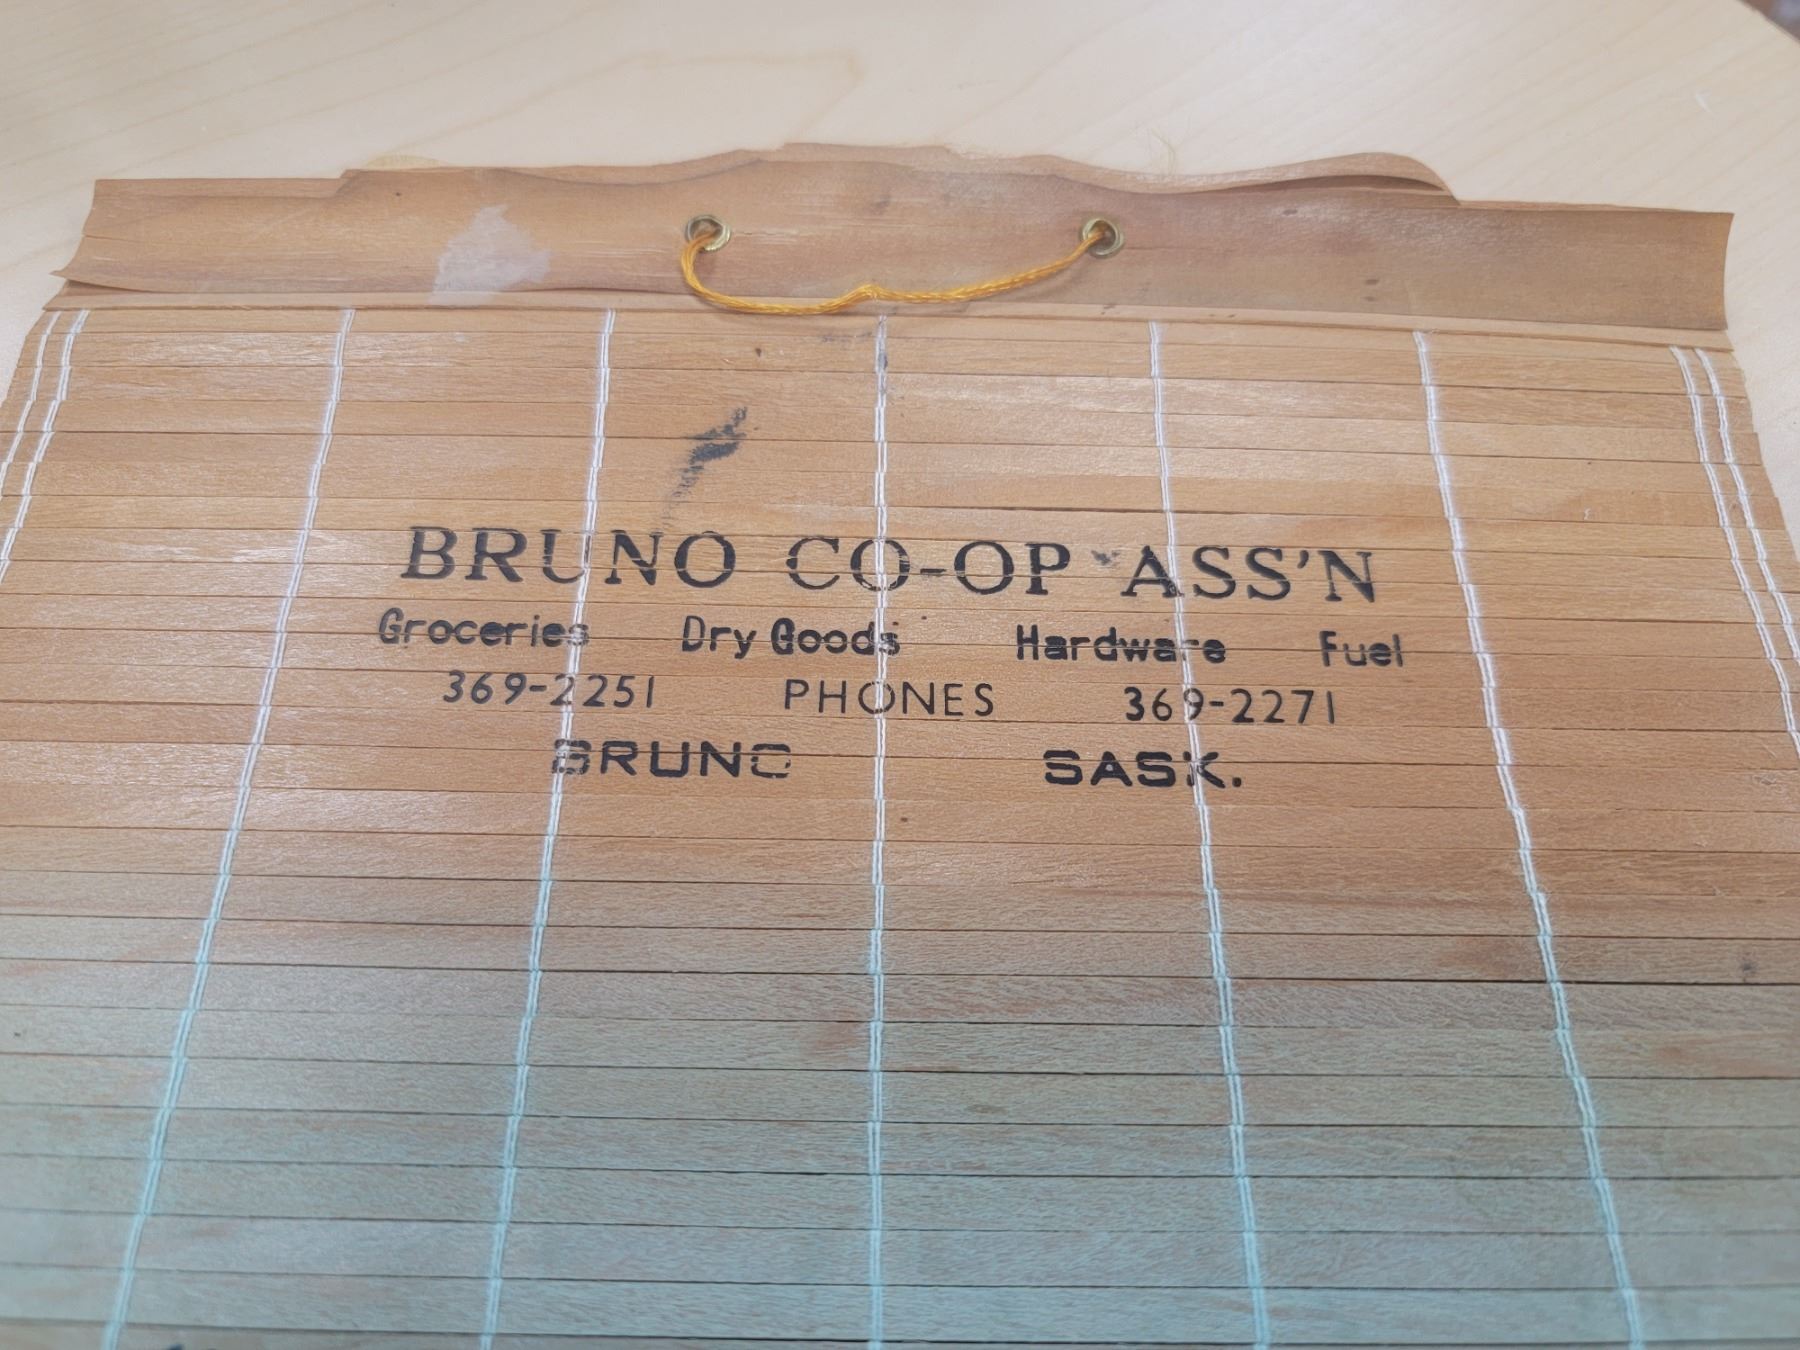 BRUNO CO-OP ASS'N
Groceries Dry Goods Hardware Fuel
369-2251 PHONES 369-2271
BRUNO SASK.